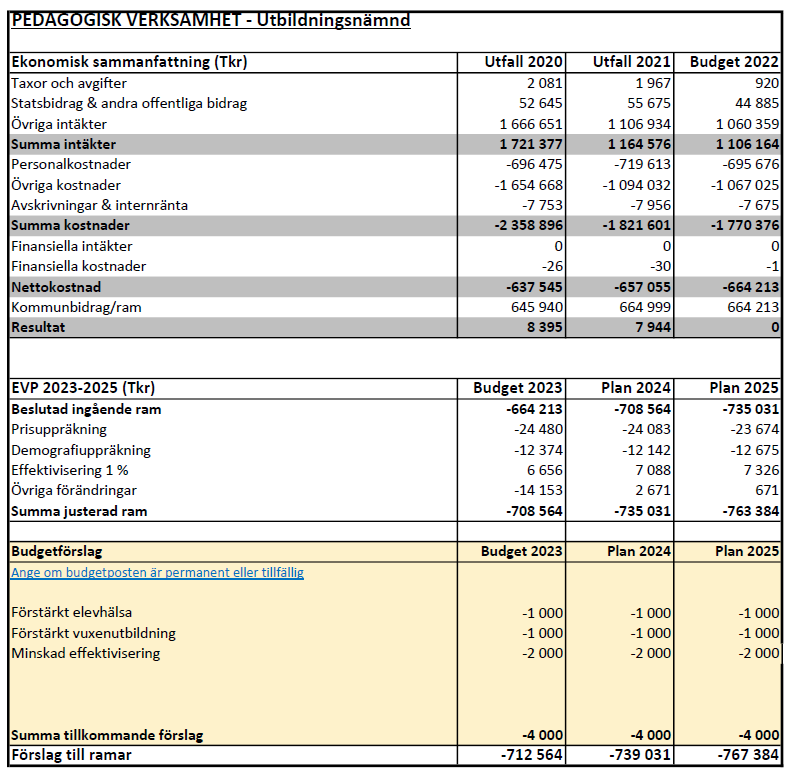 PEDAGOGISK VERKSAMHET - Utbildningsnämnd
Ekonomisk sammanfattning (Tkr) Utfall 2020 Utfall 2021 Budget 2022
Taxor och avgifter 2 081 1 967 920
Statsbidrag & andra offentliga bidrag 52 645 55 675 44 885
Övriga intäkter 1 666 651 1 106 934 1 060 359
Summa intäkter 1 721 377 1 164 576 1 106 164
Personalkostnader -696 475 -719 613 -695 676
Övriga kostnader -1 654 668 -1 094 032 -1 067 025
Avskrivningar & internränta -7 753 -7 956 -7 675
Summa kostnader -2 358 896 -1 821 601 -1 770 376
Finansiella intäkter 0 0 0
Finansiella kostnader -26 -30 -1
Nettokostnad -637 545 -657 055 -664 213
Kommunbidrag/ram 645 940 664 999 664 213
Resultat 8 395 7 944 0
EVP 2023-2025 (Tkr) Budget 2023 Plan 2024 Plan 2025
Beslutad ingående ram -664 213 -708 564 -735 031
Prisuppräkning -24 480 -24 083 -23 674
Demografiuppräkning -12 374 -12 142 -12 675
Effektivisering 1 % 6 656 7 088 7 326
Övriga förändringar -14 153 2 671 671
Summa justerad ram -708 564 -735 031 -763 384
Budgetförslag Budget 2023 Plan 2024 Plan 2025
Ange om budgetposten är permanent eller tillfällig
Förstärkt elevhälsa -1 000 -1 000 -1 000
Förstärkt vuxenutbildning -1 000 -1 000 -1 000
Minskad effektivisering -2 000 -2 000 -2 000
Summa tillkommande förslag -4 000 -4 000 -4 000
Förslag till ramar -712 564 -739 031 -767 384